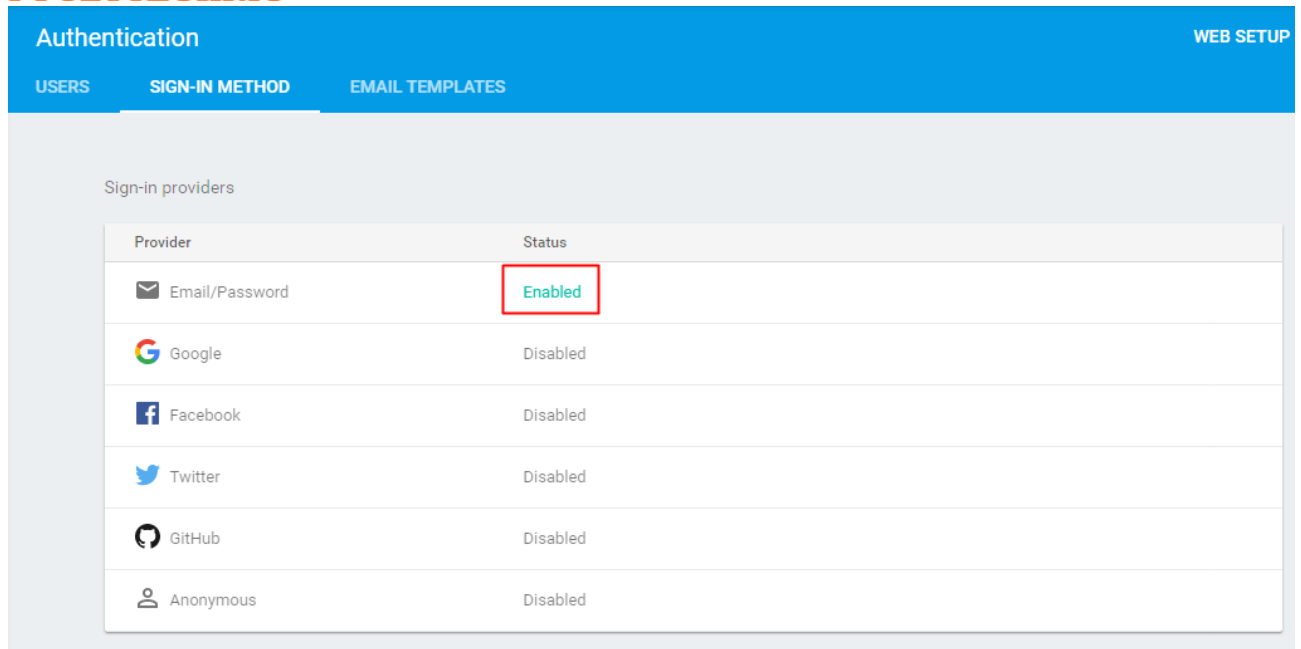 Authentication
WEB SETUP
USERS SIGN-IN METHOD EMAIL TEMPLATES
Sign-in providers
Provider Status
Email/Password Enabled
Google Disabled
Facebook Disabled
Twitter Disabled
GitHub Disabled
Anonymous Disabled